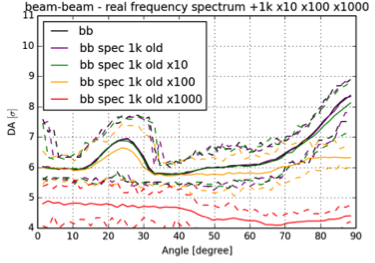 beam-beam - real frequency spectrum +1k x10 x100 x1000
11
10
9
8
7
6
5
4
DA [σ]
bb
bb spec 1k old
bb spec 1k old x10
bb spec 1k old x100
bb spec 1k old x1000
0 10 20 30 40 50 60 70 80 90
Angle [degree]